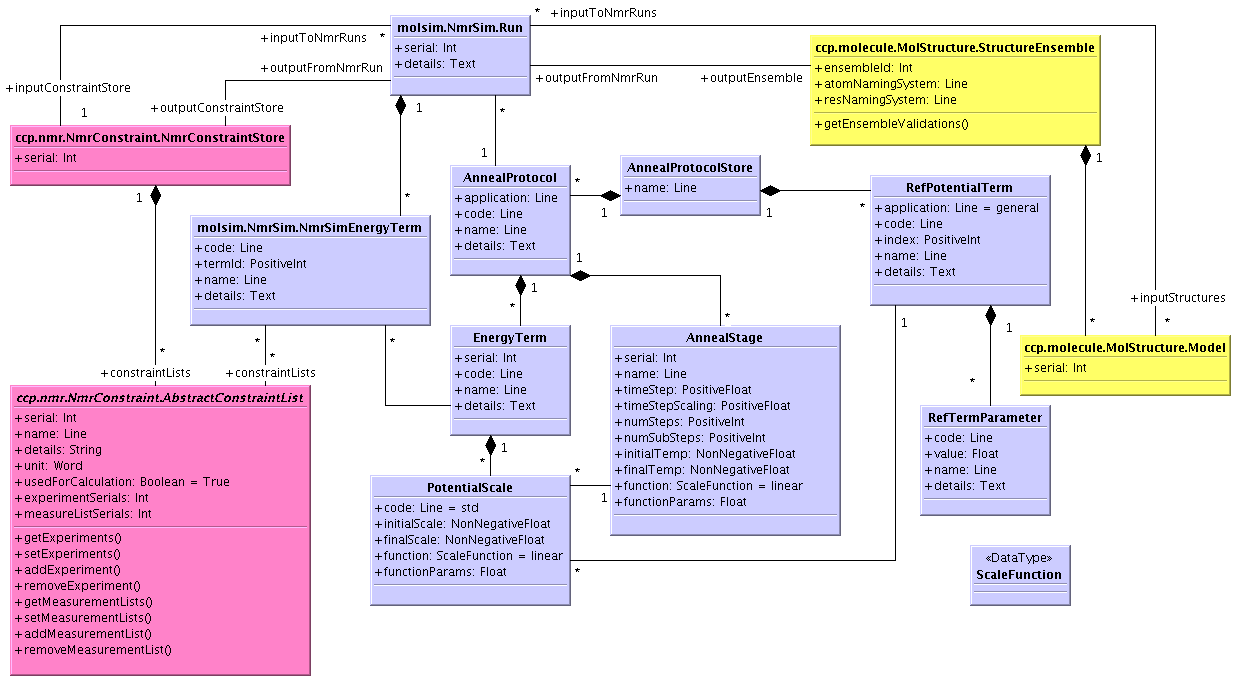 * +inputToNmrRuns
molsim.NmrSim.Run
+serial: Int
+details: Text
+inputToNmrRuns *
+outputFromNmrRun
+inputConstraintStore
+outputConstraintStore
1
1
+outputFromNmrRun
+outputEnsemble
ccp.molecule.MolStructure.StructureEnsemble
+ensembleId: Int
+atomNamingSystem: Line
+resNamingSystem: Line
+getEnsembleValidations()
1
ccp.nmr.NmrConstraint.NmrConstraintStore
+serial: Int
1
*
1
*
molsim.NmrSim.NmrSimEnergyTerm
+code: Line
+termId: PositiveInt
+name: Line
+details: Text
*
*
*
AnnealProtocol
+application: Line
+code: Line
+name: Line
+details: Text
*
1
AnnealProtocolStore
+name: Line
1
*
RefPotentialTerm
+application: Line = general
+code: Line
+index: PositiveInt
+name: Line
+details: Text
1
1
+inputStructures
*
*
ccp.molecule.MolStructure.Model
+serial: Int
1
*
1
*
EnergyTerm
+serial: Int
+code: Line
+name: Line
+details: Text
1
*
AnnealStage
+serial: Int
+name: Line
+timeStep: PositiveFloat
+timeStepScaling: PositiveFloat
+numSteps: PositiveInt
+numSubSteps: PositiveInt
+initialTemp: NonNegativeFloat
+finalTemp: NonNegativeFloat
+function: ScaleFunction = linear
+functionParams: Float
*
RefTermParameter
+code: Line
+value: Float
+name: Line
+details: Text
*
+constraintLists
+constraintLists
ccp.nmr.NmrConstraint.AbstractConstraintList
+serial: Int
+name: Line
+details: String
+unit: Word
+usedForCalculation: Boolean = True
+experimentSerials: Int
+measureListSerials: Int
+getExperiments()
+setExperiments()
+addExperiment()
+removeExperiment()
+getMeasurementLists()
+setMeasurementLists()
+addMeasurementList()
+removeMeasurementList()
PotentialScale
+code: Line = std
+initialScale: NonNegativeFloat
+finalScale: NonNegativeFloat
+function: ScaleFunction = linear
+functionParams: Float
*
1
*
«DataType»
ScaleFunction